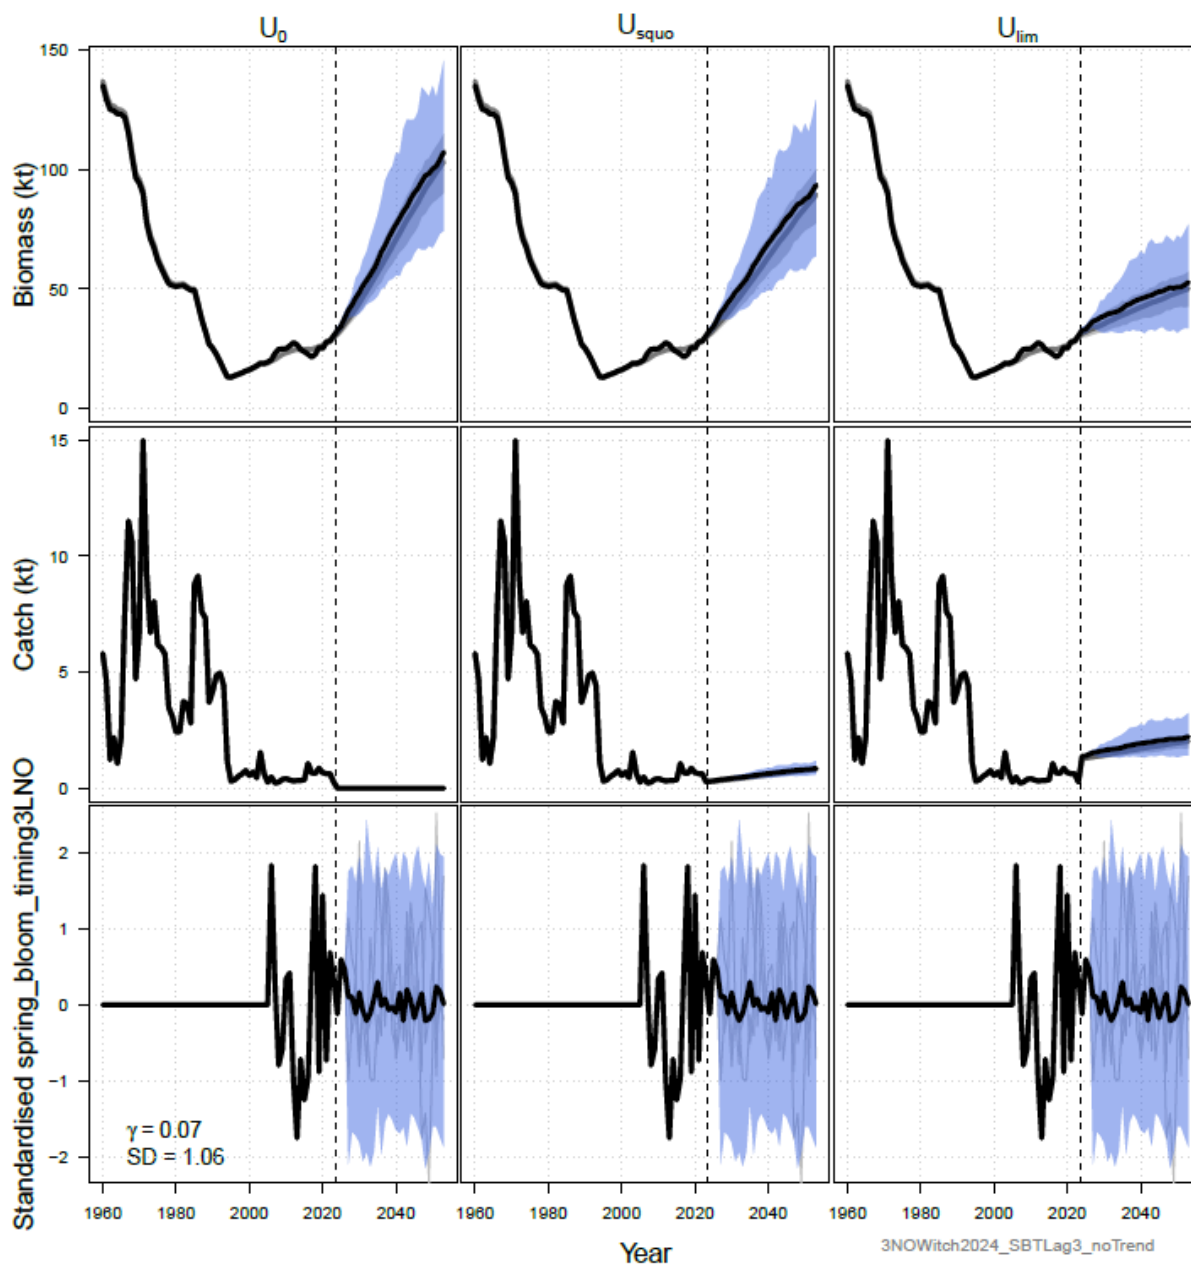 U0 Usquo Ulim
Biomass (kt)
150
100
50
0
Catch (kt)
15
10
5
0
Standardised spring_bloom_timing3LNO
2
1
0
−1
−2
γ = 0.07
SD = 1.06
1960 1980 2000 2020 2040 1960 1980 2000 2020 2040 1960 1980 2000 2020 2040
Year
3NOWitch2024_SBTLag3_noTrend